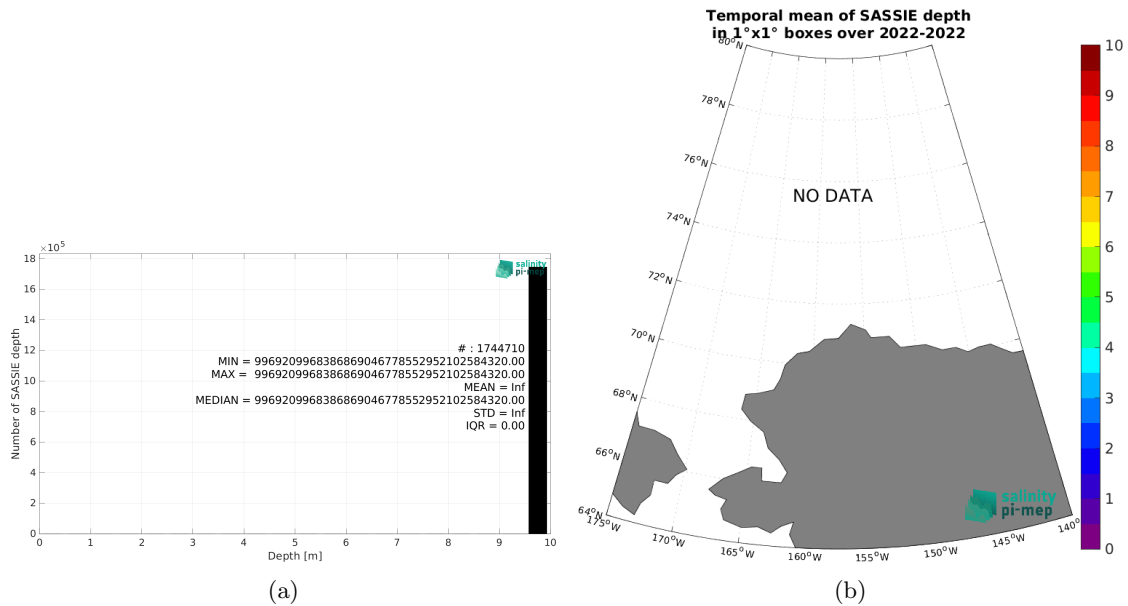 Temporal mean of SASSIE depth
in 1°x1° boxes over 2022-2022
×10⁵
18
16
14
12
10
8
6
4
2
0
Number of SASSIE depth
salinity
pi-mep
# : 1744710
MIN = 9969209968386869046778552952102584320.00
MAX = 9969209968386869046778552952102584320.00
MEAN = Inf
MEDIAN = 9969209968386869046778552952102584320.00
STD = Inf
IQR = 0.00
0 1 2 3 4 5 6 7 8 9 10
Depth [m]
(a)
80°N
78°N
76°N
74°N
72°N
70°N
68°N
66°N
64°N
NO DATA
salinity
pi-mep
175°W
170°W
165°W
160°W
155°W
150°W
145°W
140°
10
9
8
7
6
5
4
3
2
1
0
(b)